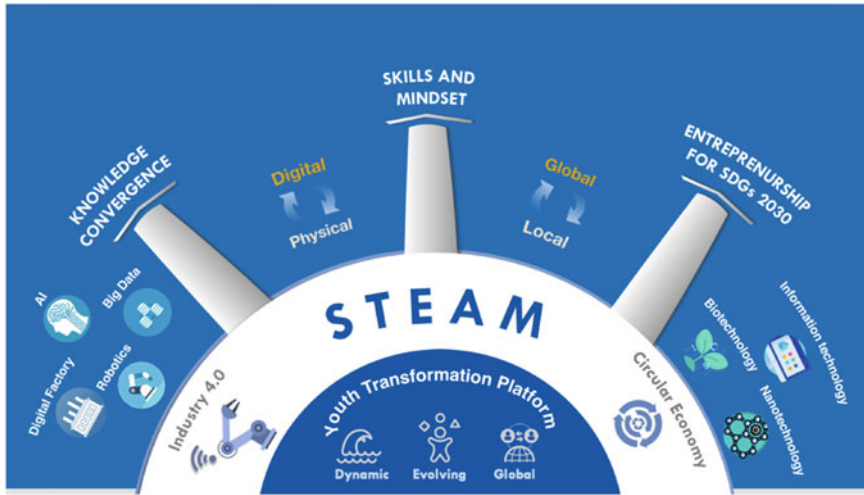 SKILLS AND
MINDSET
KNOWLEDGE
CONVERGENCE
ENTREPRENURSHIP
FOR SDGs 2030
Digital
Physical
Global
Local
AI
Big Data
Digital Factory
Robotics
Biotechnology
Information technology
Nanotechnology
STEAM
Industry 4.0
Circular Economy
Youth Transformation Platform
Dynamic
Evolving
Global